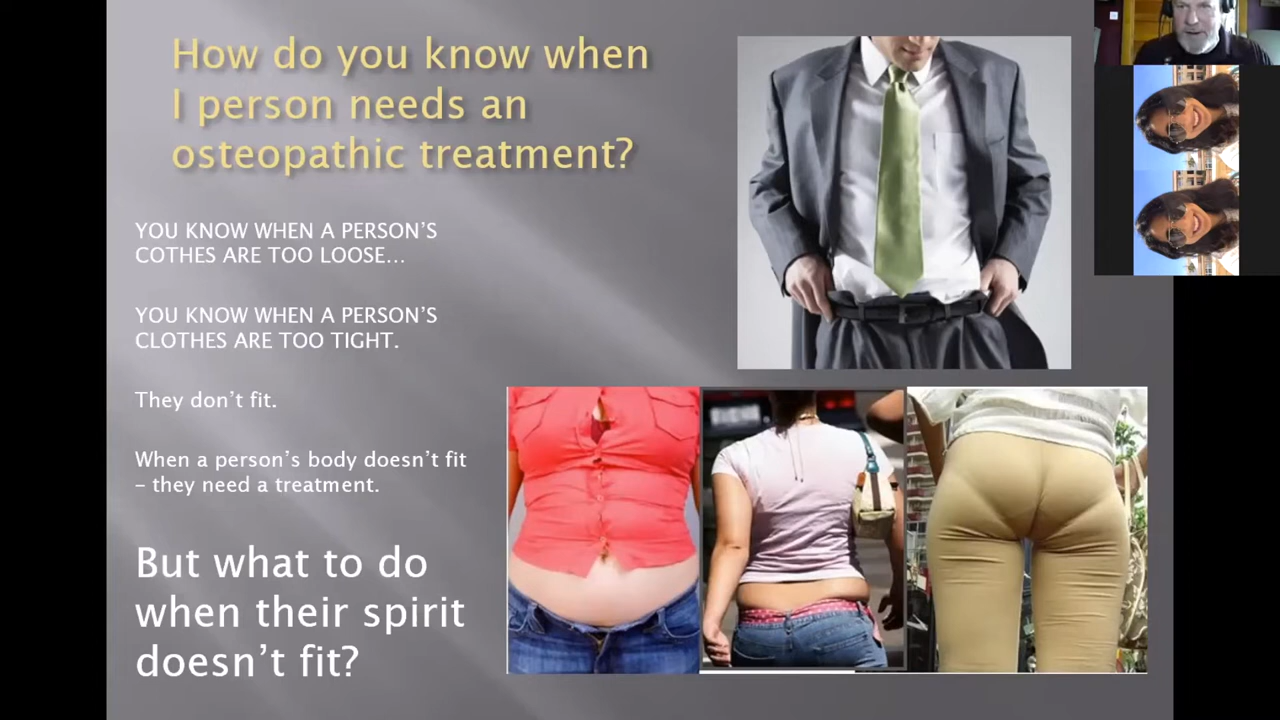 How do you know when
I person needs an
osteopathic treatment?
YOU KNOW WHEN A PERSON’S
COTHES ARE TOO LOOSE…
YOU KNOW WHEN A PERSON’S
CLOTHES ARE TOO TIGHT.
They don’t fit.
When a person’s body doesn’t fit
– they need a treatment.
But what to do
when their spirit
doesn’t fit?